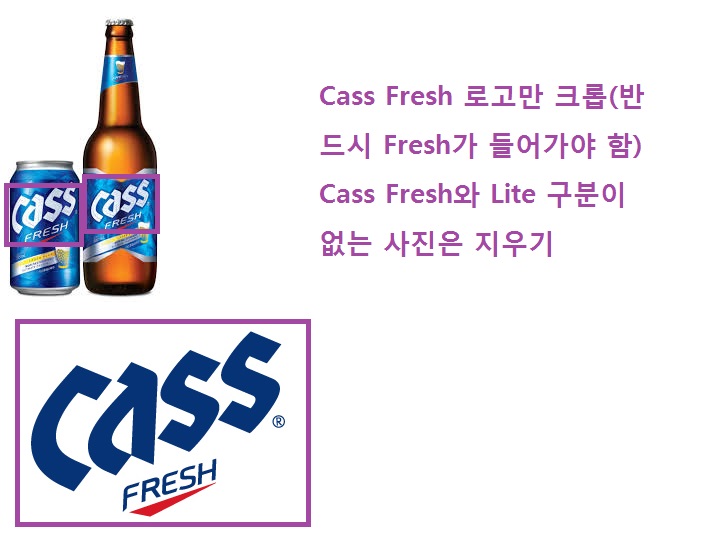 Cass Fresh 로고만 크롭(반
드시 Fresh가 들어가야 함)
Cass Fresh와 Lite 구분이
없는 사진은 지우기
CASS
FRESH
CASS
FRESH
CASS®
FRESH